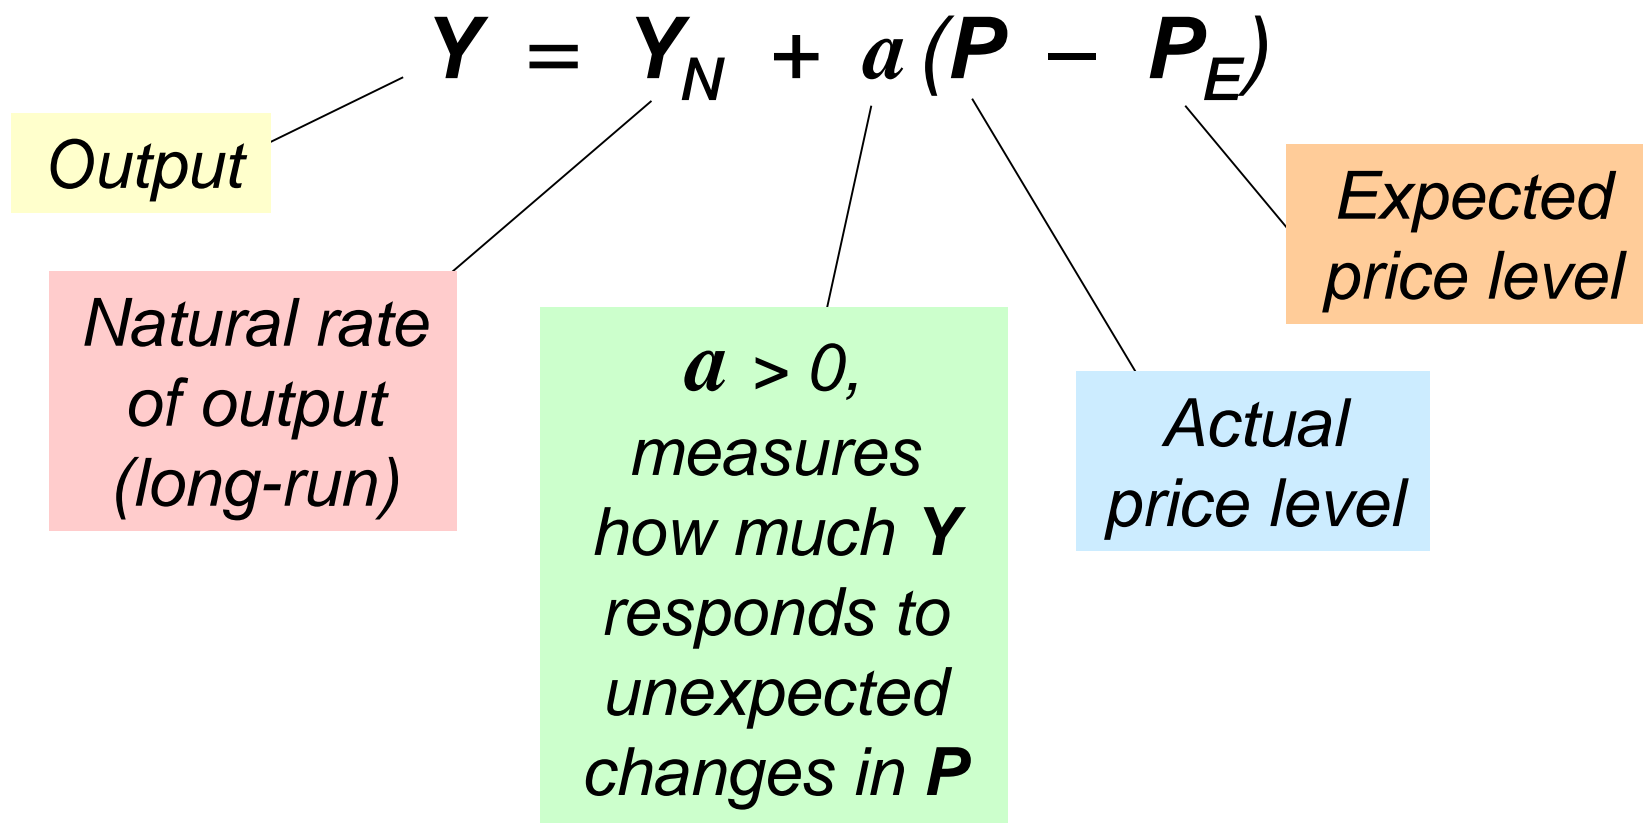 Y = Y_N + a (P – P_E)
Output
Natural rate
of output
(long-run)
a > 0,
measures
how much Y
responds to
unexpected
changes in P
Actual
price level
Expected
price level